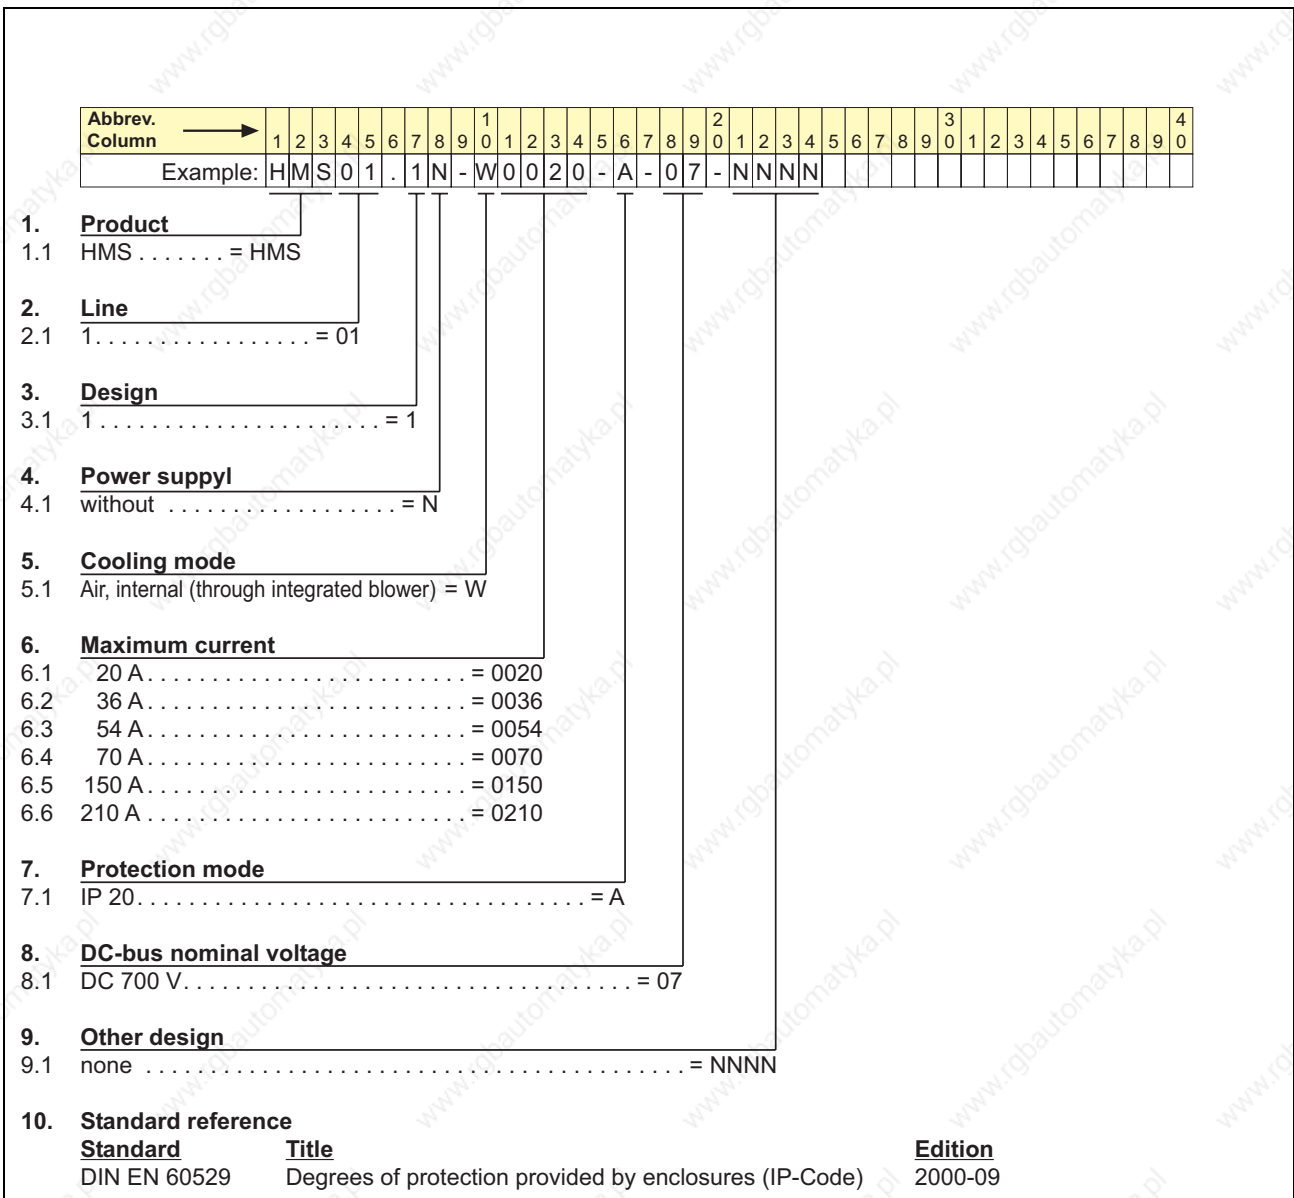 Abbrev. 1 2 3 4
Column 1 2 3 4 5 6 7 8 9 0 1 2 3 4 5 6 7 8 9 0 1 2 3 4 5 6 7 8 9 0 1 2 3 4 5 6 7 8 9 0
Example: H M S 0 1 . 1 N - W 0 0 2 0 - A - 0 7 - N N N N
1. Product
1.1 HMS . . . . . . . = HMS
2. Line
2.1 1. . . . . . . . . . . . . . . . . = 01
3. Design
3.1 1 . . . . . . . . . . . . . . . . . . . . . . = 1
4. Power suppyl
4.1 without . . . . . . . . . . . . . . . . . . = N
5. Cooling mode
5.1 Air, internal (through integrated blower) = W
6. Maximum current
6.1 20 A. . . . . . . . . . . . . . . . . . . . . . . . . = 0020
6.2 36 A. . . . . . . . . . . . . . . . . . . . . . . . . = 0036
6.3 54 A. . . . . . . . . . . . . . . . . . . . . . . . . = 0054
6.4 70 A. . . . . . . . . . . . . . . . . . . . . . . . . = 0070
6.5 150 A. . . . . . . . . . . . . . . . . . . . . . . . . = 0150
6.6 210 A . . . . . . . . . . . . . . . . . . . . . . . . . = 0210
7. Protection mode
7.1 IP 20. . . . . . . . . . . . . . . . . . . . . . . . . . . . . . . . . . . = A
8. DC-bus nominal voltage
8.1 DC 700 V. . . . . . . . . . . . . . . . . . . . . . . . . . . . . . . . . . . = 07
9. Other design
9.1 none . . . . . . . . . . . . . . . . . . . . . . . . . . . . . . . . . . . . . . . . . . = NNNN
10. Standard reference
Standard Title Edition
DIN EN 60529 Degrees of protection provided by enclosures (IP-Code) 2000-09
www.rgbautomatyka.pl